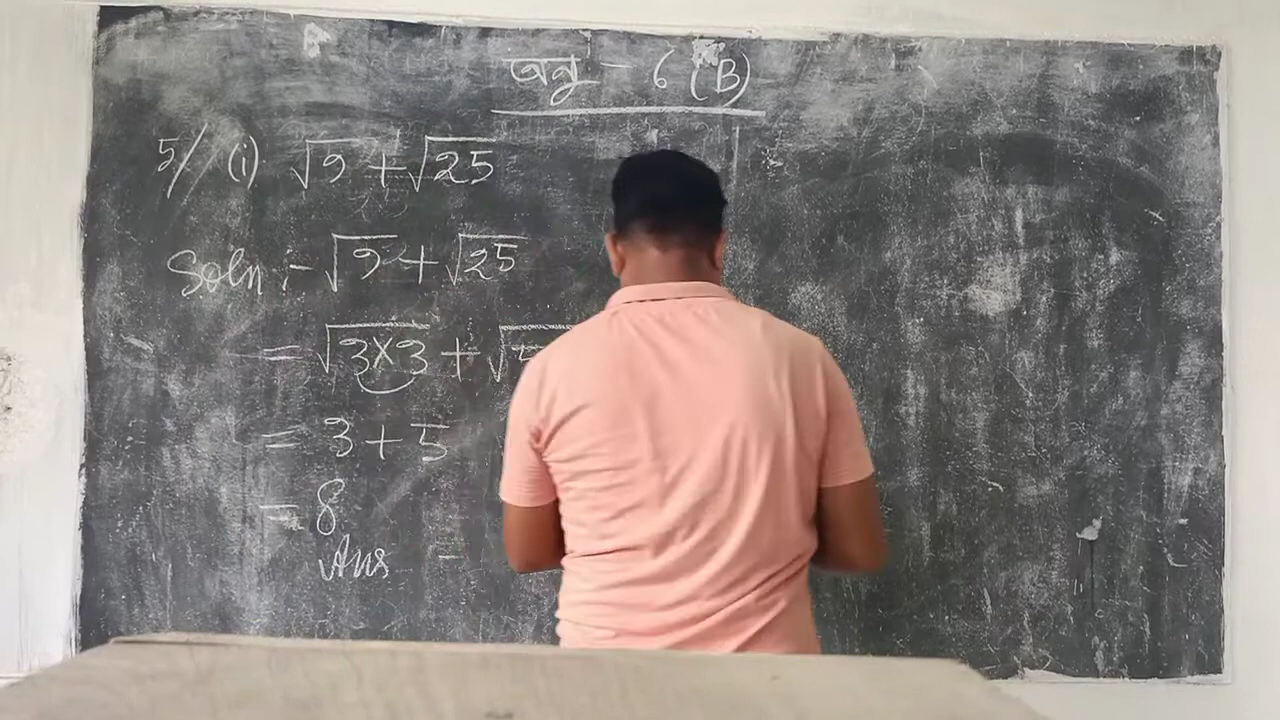 অনু - 6 (B)
5// (i) √9 + √25
Soln :- √9 + √25
= √3×3 + √
= 3 + 5
= 8
Ans
=